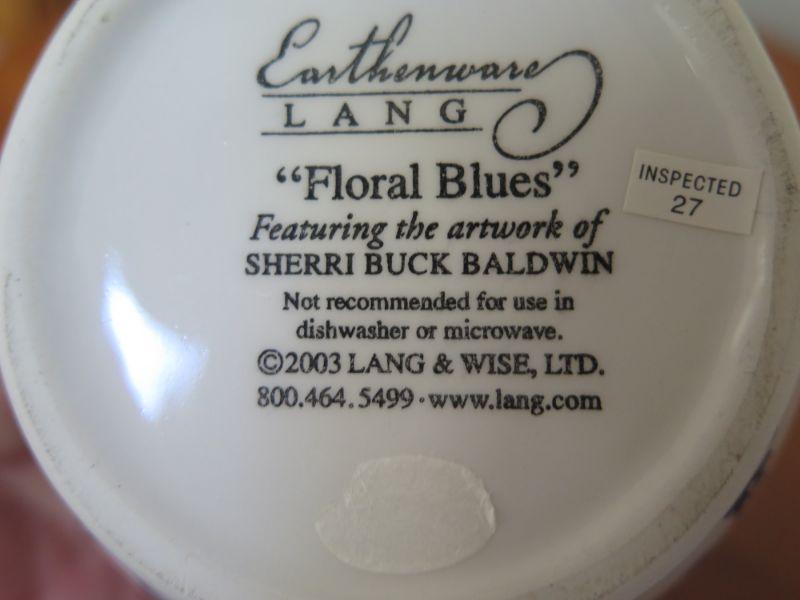 Earthenware
LANG
“Floral Blues”
Featuring the artwork of
SHERRI BUCK BALDWIN
Not recommended for use in
dishwasher or microwave.
©2003 LANG & WISE, LTD.
800.464.5499·www.lang.com
INSPECTED
27